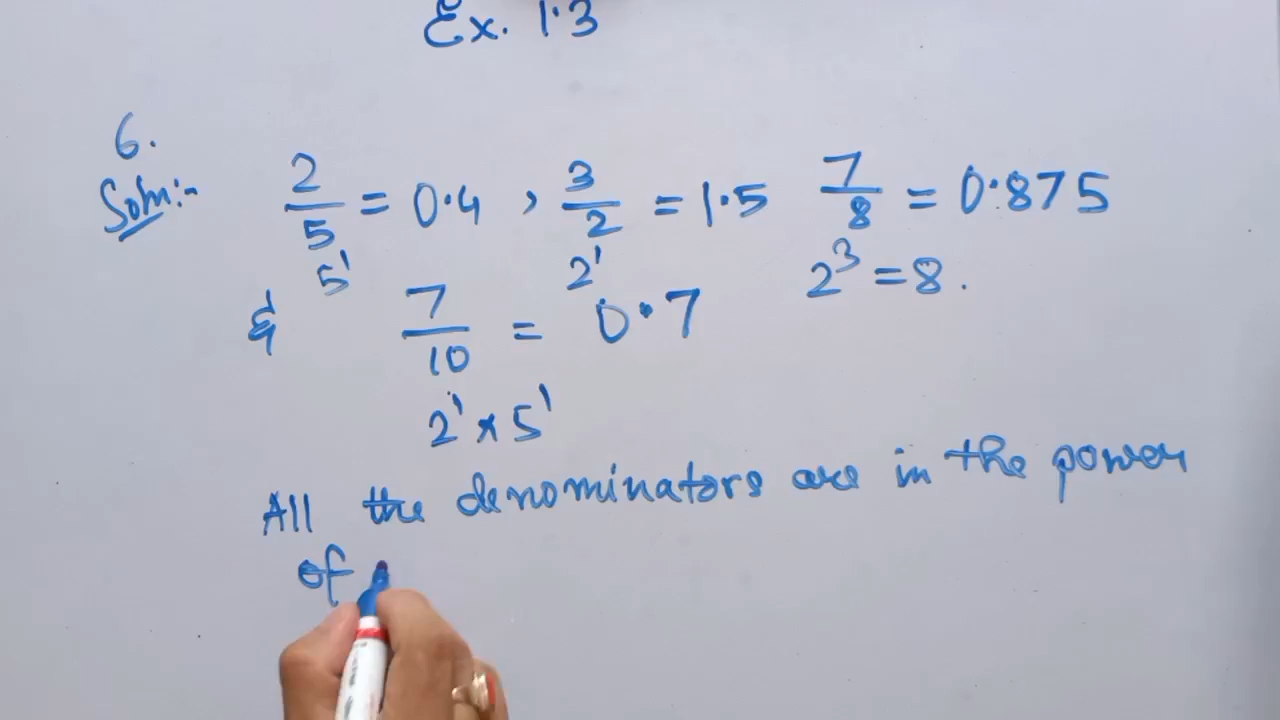 Ex. 1.3
6.
Soln:-
2/5 = 0.4 , 3/2 = 1.5 7/8 = 0.875
5¹ 2¹ 2³ = 8.
& 7/10 = 0.7
2¹ × 5¹
All the denominators are in the power
of